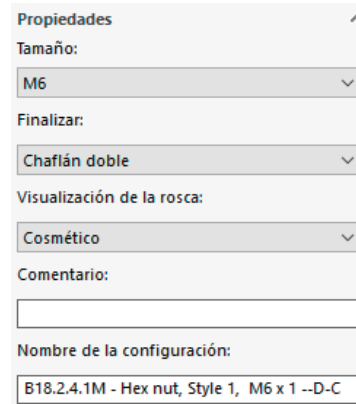 Propiedades
Tamaño:
M6
Finalizar:
Chaflán doble
Visualización de la rosca:
Cosmético
Comentario:
Nombre de la configuración:
B18.2.4.1M - Hex nut, Style 1,  M6 x 1 --D-C